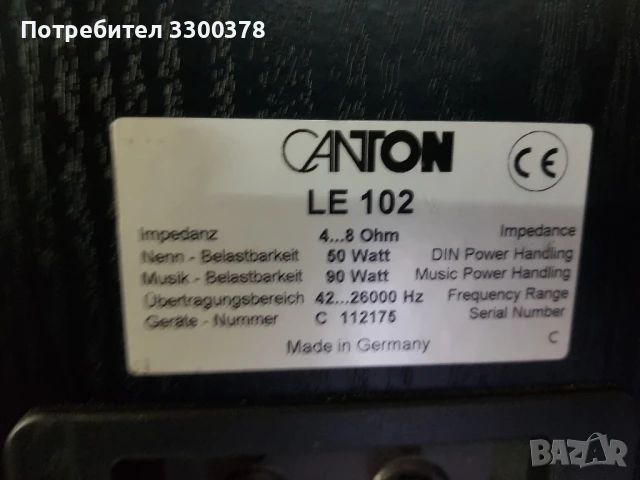 Потребител 3300378
CANTON
CE
LE 102
Impedanz 4...8 Ohm Impedance
Nenn - Belastbarkeit 50 Watt DIN Power Handling
Musik - Belastbarkeit 90 Watt Music Power Handling
Übertragungsbereich 42...26000 Hz Frequency Range
Geräte - Nummer C 112175 Serial Number
Made in Germany C
BAZAR